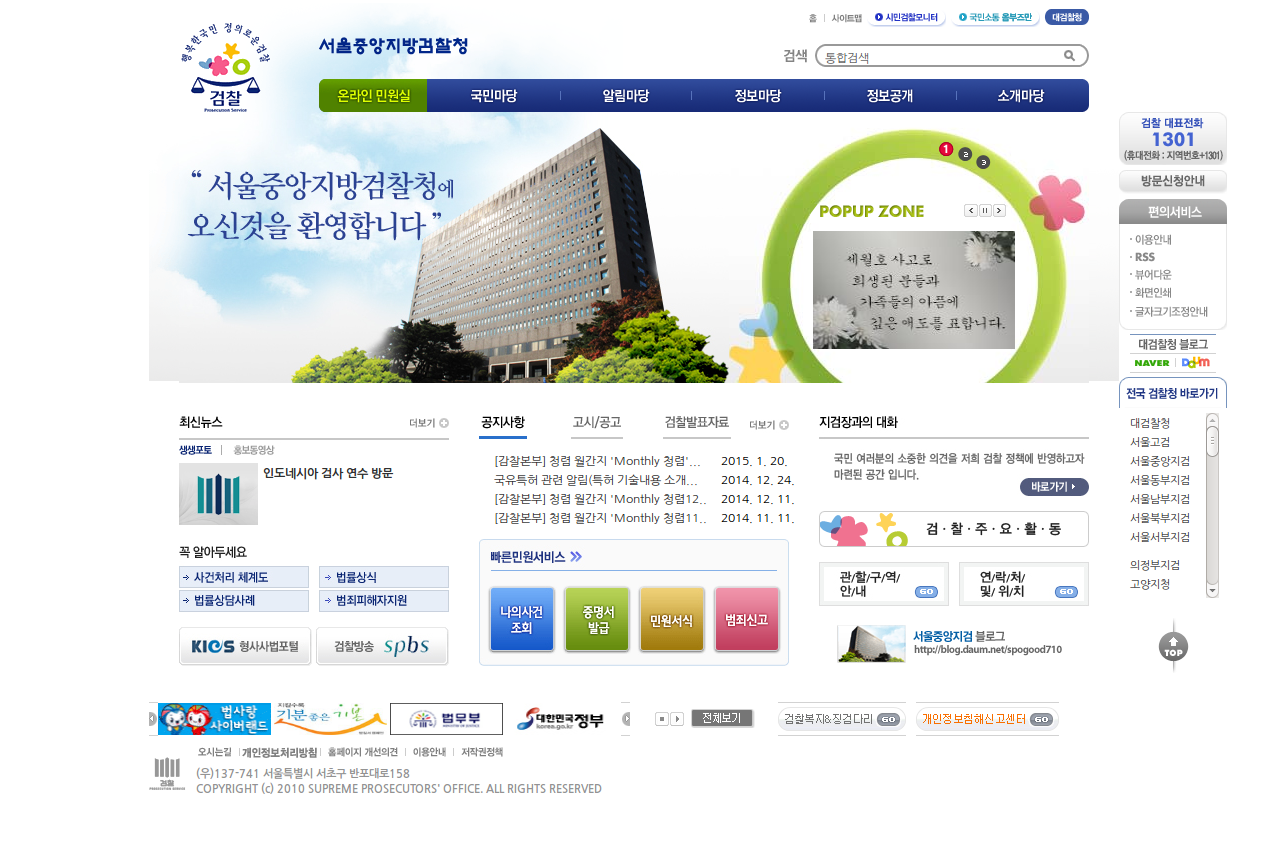 행복한국민 정의로운검찰
검찰
Prosecution Service
서울중앙지방검찰청
홈 사이트맵 시민검찰모니터 국민소통 옴부즈만 대검찰청
검색 통합검색
온라인 민원실 국민마당 알림마당 정보마당 정보공개 소개마당
“ 서울중앙지방검찰청에
오신것을 환영합니다 ”
1 2 3
POPUP ZONE
세월호 사고로
희생된 분들과
가족들의 아픔에
깊은 애도를 표합니다.
검찰 대표전화
1301
(휴대전화 : 지역번호+1301)
방문신청안내
편의서비스
· 이용안내
· RSS
· 뷰어다운
· 화면인쇄
· 글자크기조정안내
대검찰청 블로그
NAVER Daum
전국 검찰청 바로가기
대검찰청
서울고검
서울중앙지검
서울동부지검
서울남부지검
서울북부지검
서울서부지검
의정부지검
고양지청
TOP
최신뉴스 더보기
생생포토 홍보동영상
인도네시아 검사 연수 방문
꼭 알아두세요
사건처리 체계도 법률상식
법률상담사례 범죄피해자지원
KICS 형사사법포털 검찰방송 spbs
공지사항 고시/공고 검찰발표자료 더보기
[감찰본부] 청렴 월간지 'Monthly 청렴'... 2015. 1. 20.
국유특허 관련 알림(특허 기술내용 소개... 2014. 12. 24.
[감찰본부] 청렴 월간지 'Monthly 청렴12.. 2014. 12. 11.
[감찰본부] 청렴 월간지 'Monthly 청렴11.. 2014. 11. 11.
빠른민원서비스
나의사건
조회
증명서
발급
민원서식
범죄신고
지검장과의 대화
국민 여러분의 소중한 의견을 저희 검찰 정책에 반영하고자
마련된 공간 입니다.
바로가기
검·찰·주·요·활·동
관/할/구/역/
안/내 GO
연/락/처/
및/ 위/치 GO
서울중앙지검 블로그
http://blog.daum.net/spogood710
법사랑
사이버랜드
기분좋은
법무부
대한민국정부
korea.go.kr
전체보기
검찰복지&징검다리 GO
개인정보침해신고센터 GO
오시는길 개인정보처리방침 홈페이지 개선의견 이용안내 저작권정책
검찰
PROSECUTION SERVICE
(우)137-741 서울특별시 서초구 반포대로158
COPYRIGHT (c) 2010 SUPREME PROSECUTORS' OFFICE. ALL RIGHTS RESERVED